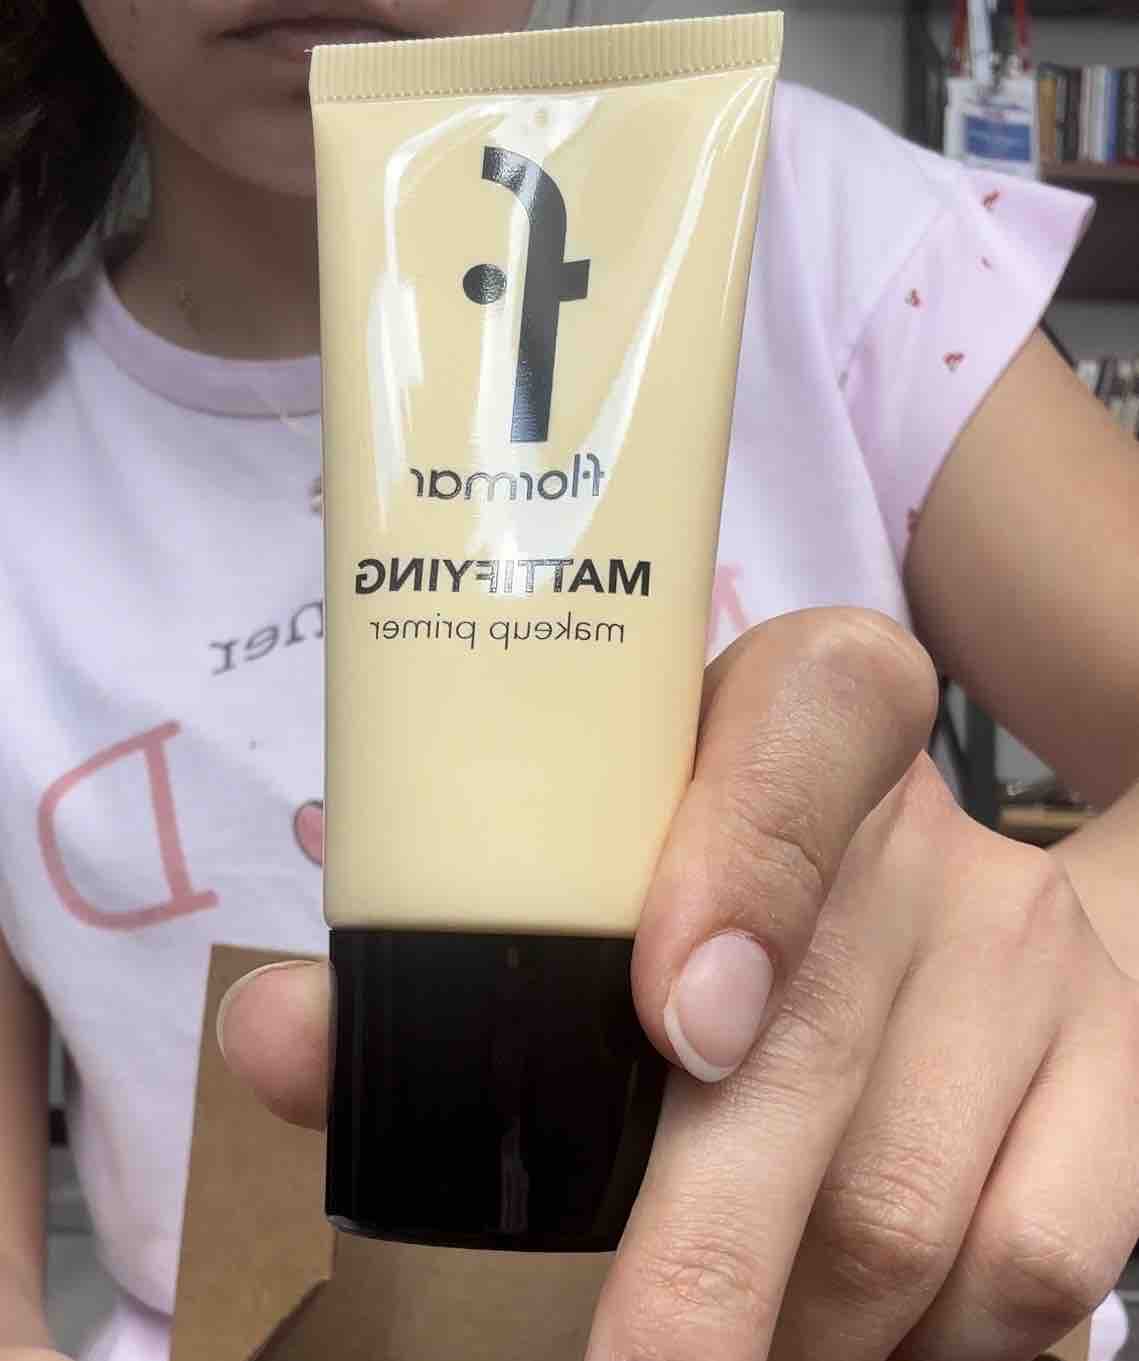 f
flormar
MATTIFYING
makeup primer
D